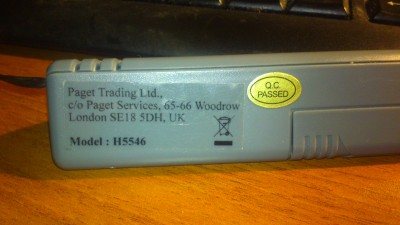 Paget Trading Ltd.,
c/o Paget Services, 65-66 Woodrow
London SE18 5DH, UK
Model : H5546
Q.C.
PASSED